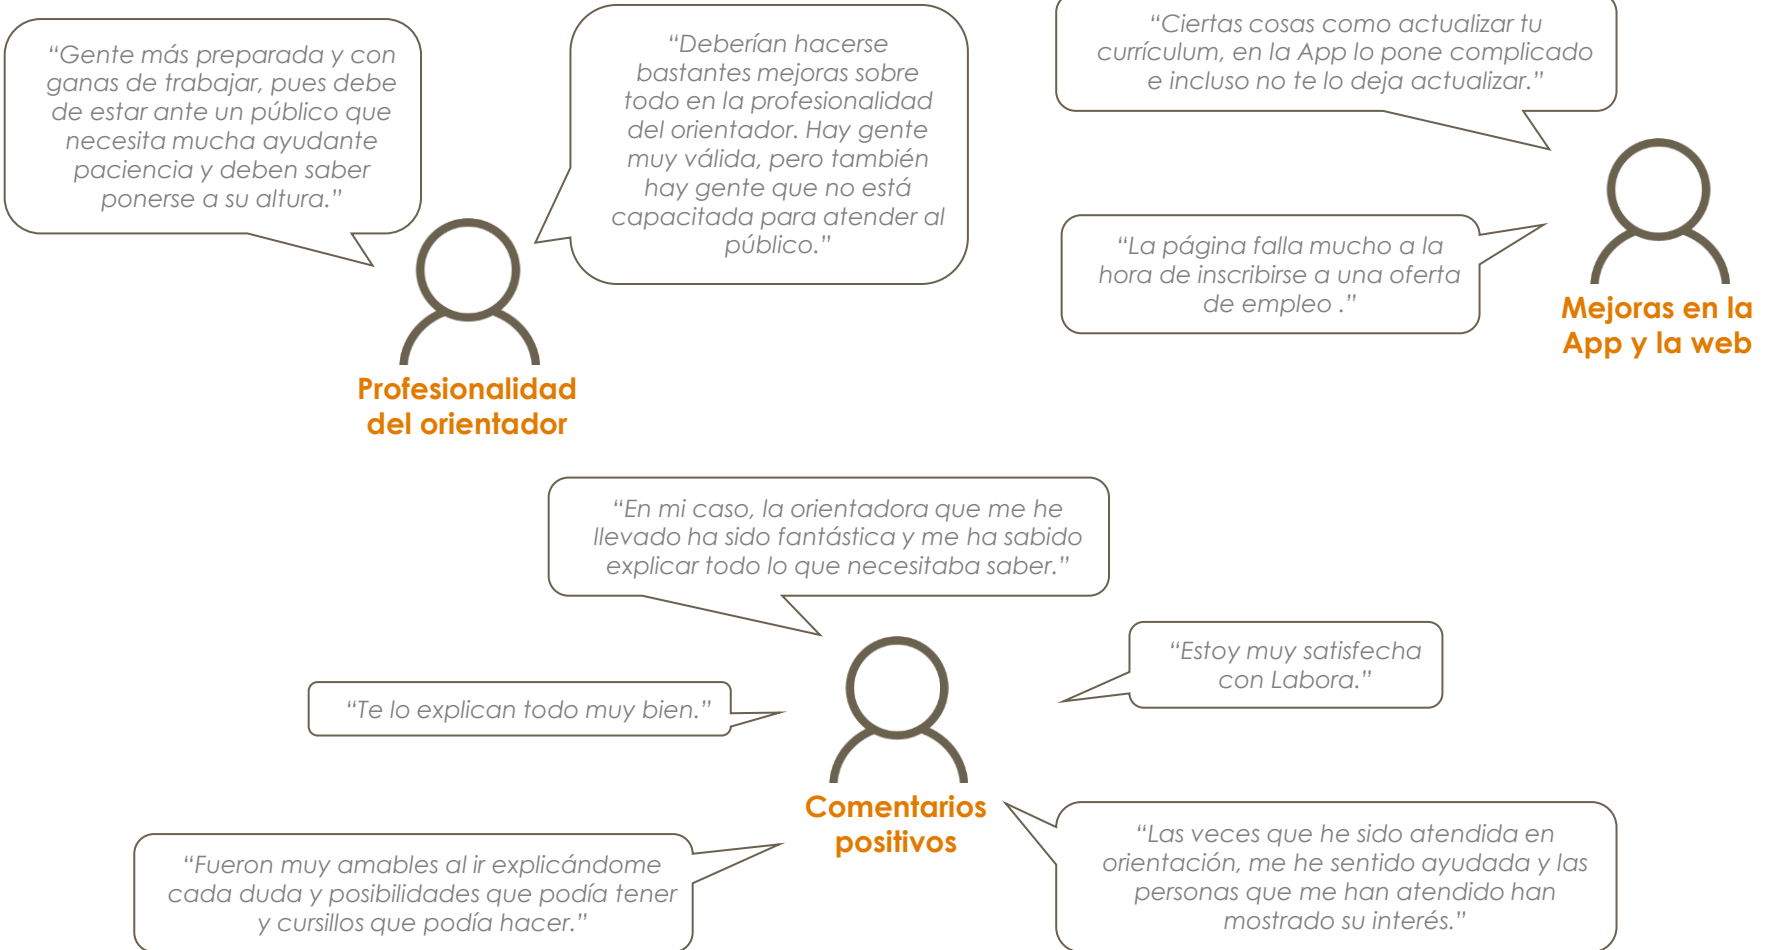 “Gente más preparada y con
ganas de trabajar, pues debe
de estar ante un público que
necesita mucha ayudante
paciencia y deben saber
ponerse a su altura.”
“Deberían hacerse
bastantes mejoras sobre
todo en la profesionalidad
del orientador. Hay gente
muy válida, pero también
hay gente que no está
capacitada para atender al
público.”
Profesionalidad
del orientador
“Ciertas cosas como actualizar tu
currículum, en la App lo pone complicado
e incluso no te lo deja actualizar.”
“La página falla mucho a la
hora de inscribirse a una oferta
de empleo .”
Mejoras en la
App y la web
“En mi caso, la orientadora que me he
llevado ha sido fantástica y me ha sabido
explicar todo lo que necesitaba saber.”
“Te lo explican todo muy bien.”
“Estoy muy satisfecha
con Labora.”
Comentarios
positivos
“Fueron muy amables al ir explicándome
cada duda y posibilidades que podía tener
y cursillos que podía hacer.”
“Las veces que he sido atendida en
orientación, me he sentido ayudada y las
personas que me han atendido han
mostrado su interés.”